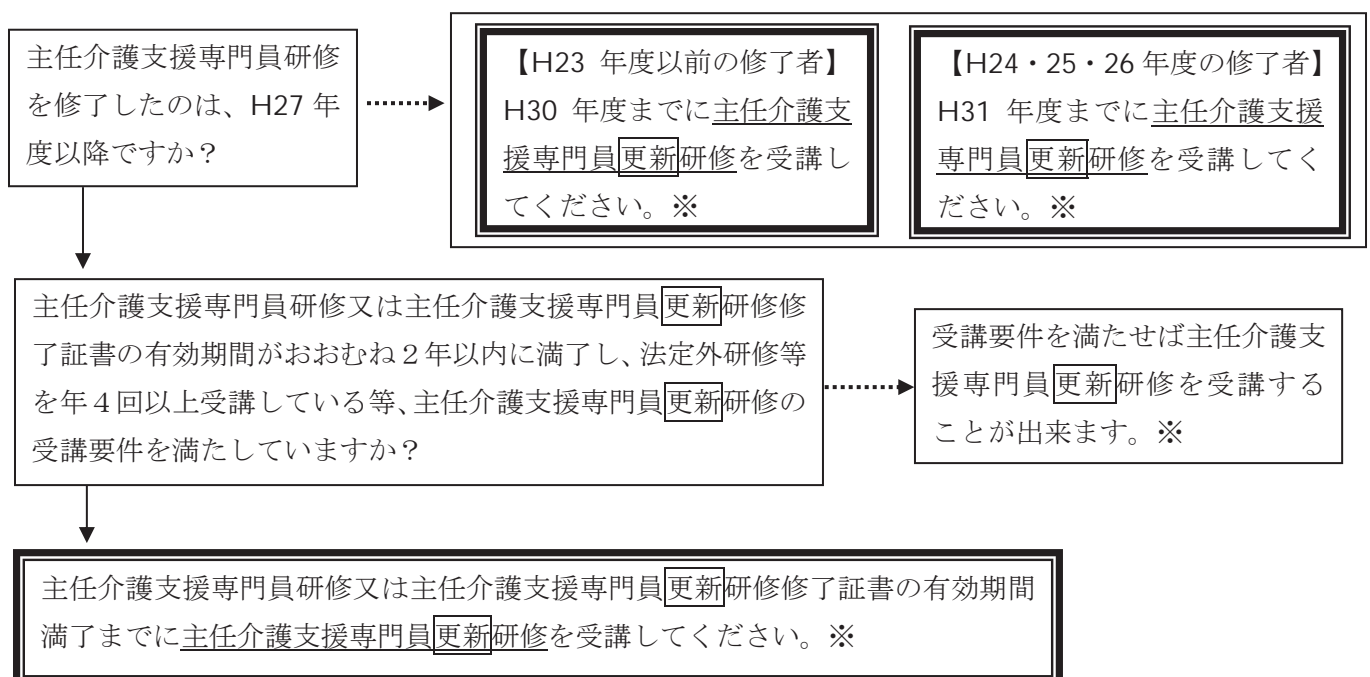 主任介護支援専門員研修
を修了したのは、H27 年
度以降ですか？
【H23 年度以前の修了者】
H30 年度までに主任介護支
援専門員更新研修を受講し
てください。※
【H24・25・26 年度の修了者】
H31 年度までに主任介護支援
専門員更新研修を受講してく
ださい。※
主任介護支援専門員研修又は主任介護支援専門員更新研修修
了証書の有効期間がおおむね２年以内に満了し、法定外研修等
を年４回以上受講している等、主任介護支援専門員更新研修の
受講要件を満たしていますか？
受講要件を満たせば主任介護支
援専門員更新研修を受講する
ことが出来ます。※
主任介護支援専門員研修又は主任介護支援専門員更新研修修了証書の有効期間
満了までに主任介護支援専門員更新研修を受講してください。※